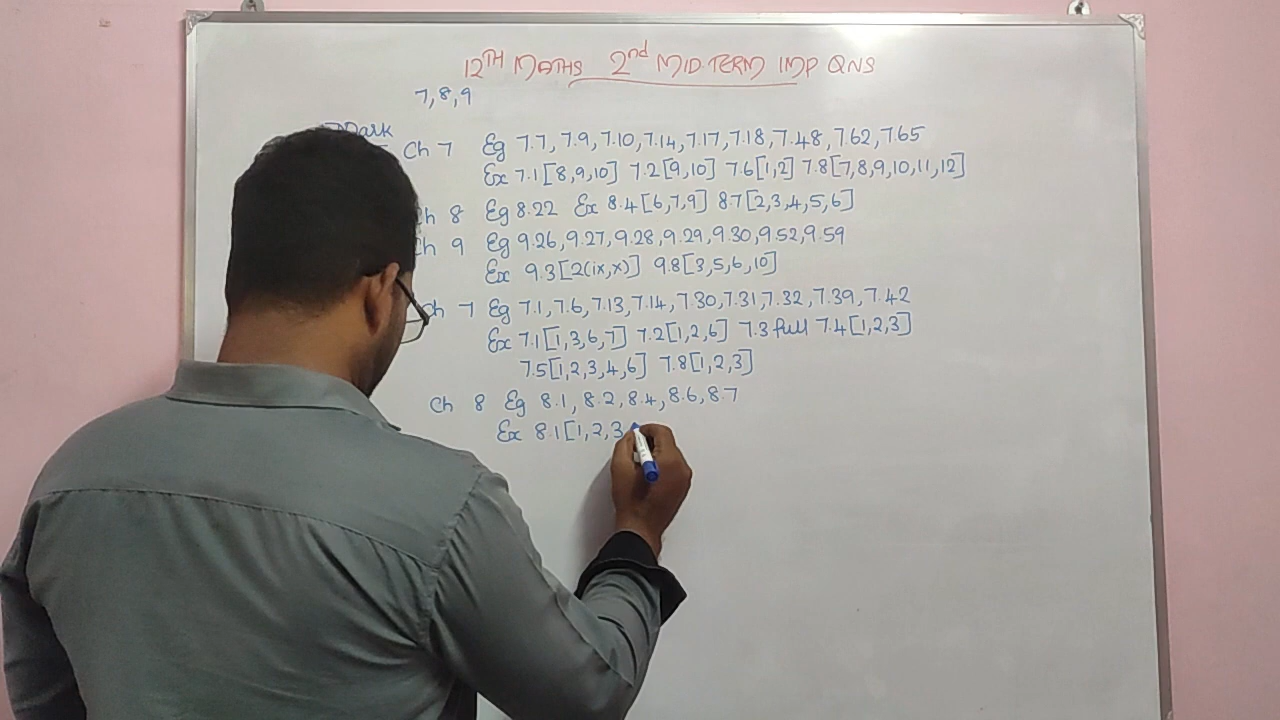 12TH MATHS 2nd MID TERM IMP QNS
7,8,9
Mark
Ch 7 Eg 7.7, 7.9, 7.10, 7.14, 7.17, 7.18, 7.48, 7.62, 7.65
Ex 7.1[8,9,10] 7.2[9,10] 7.6[1,2] 7.8[7,8,9,10,11,12]
Ch 8 Eg 8.22 Ex 8.4[6,7,9] 8.7[2,3,4,5,6]
Ch 9 Eg 9.26, 9.27, 9.28, 9.29, 9.30, 9.52, 9.59
Ex 9.3[2(ix,x)] 9.8[3,5,6,10]
Ch 7 Eg 7.1, 7.6, 7.13, 7.14, 7.30, 7.31, 7.32, 7.39, 7.42
Ex 7.1[1,3,6,7] 7.2[1,2,6] 7.3 full 7.4[1,2,3]
7.5[1,2,3,4,6] 7.8[1,2,3]
Ch 8 Eg 8.1, 8.2, 8.4, 8.6, 8.7
Ex 8.1[1,2,3